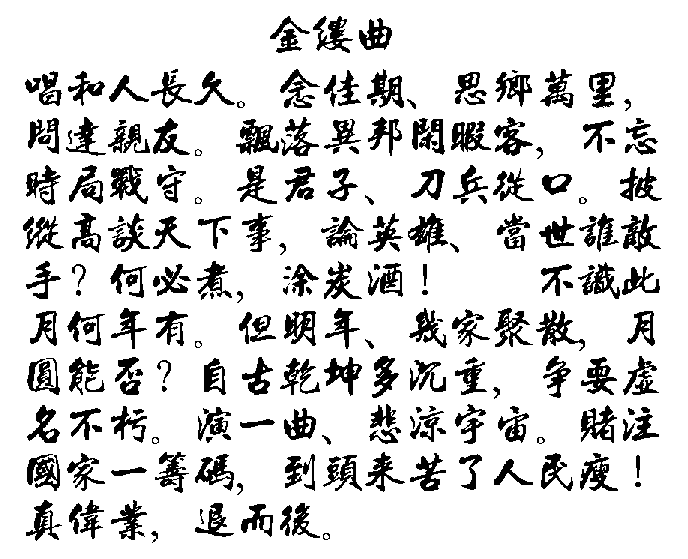 金缕曲
唱和人長久。念佳期、思鄉萬里，
問達親友。飄落異邦閑暇客，不忘
時局戰守。是君子、刀兵從口。披
縱高談天下事，論英雄、當世誰敵
手？何必煮，涂炭酒！　　不識此
月何年有。但明年、幾家聚散，月
圓能否？自古乾坤多沉重，争要虛
名不朽。演一曲、悲涼宇宙。賭注
國家一籌碼，到頭来苦了人民瘦！
真偉業，退而後。